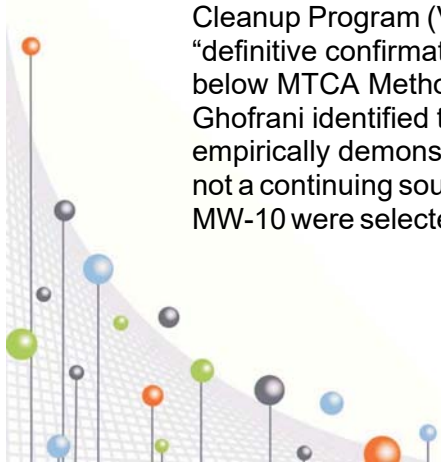 Cleanup Program (V
“definitive confirmat
below MTCA Metho
Ghofrani identified t
empirically demons
not a continuing sou
MW-10 were selecte